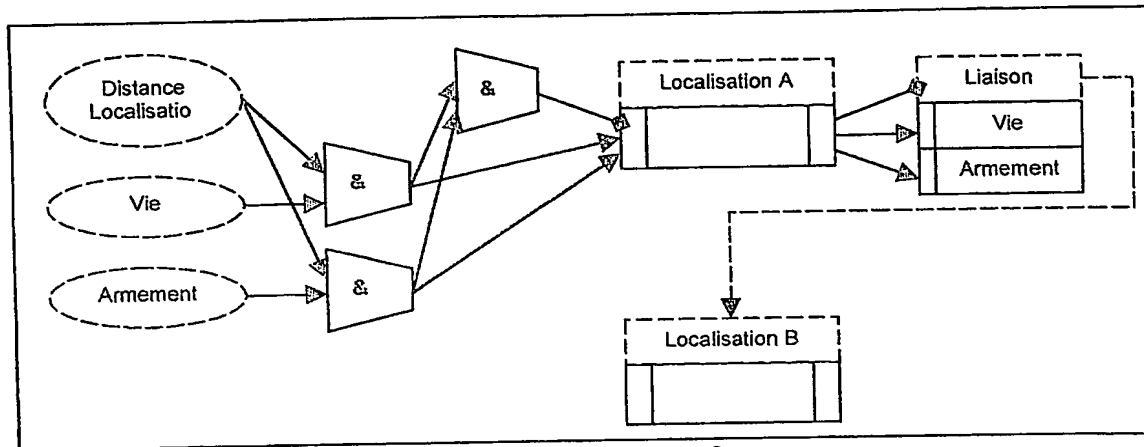 Distance
Localisatio
Vie
Armement
&
&
&
Localisation A
Liaison
Vie
Armement
Localisation B